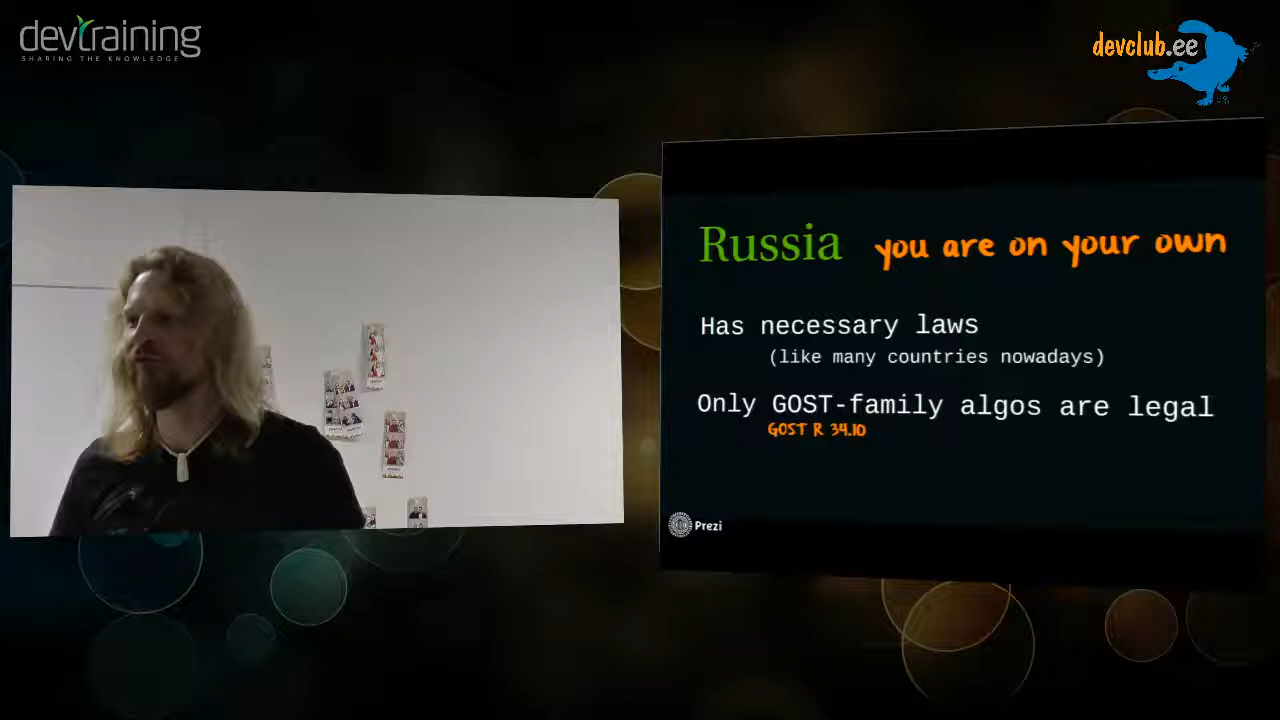 devtraining
SHARING THE KNOWLEDGE
devclub.ee
Russia you are on your own
Has necessary laws
(like many countries nowadays)
Only GOST-family algos are legal
GOST R 34.10
Prezi